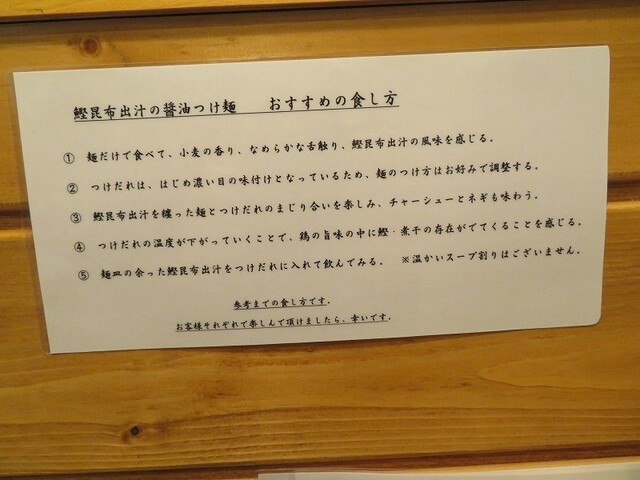 鰹昆布出汁の醤油つけ麺　おすすめの食し方
① 麺だけで食べて、小麦の香り、なめらかな舌触り、鰹昆布出汁の風味を感じる。
② つけだれは、はじめ濃い目の味付けとなっているため、麺のつけ方はお好みで調整する。
③ 鰹昆布出汁を纏った麺とつけだれのまじり合いを楽しみ、チャーシューとネギも味わう。
④ つけだれの温度が下がっていくことで、鶏の旨味の中に鰹・煮干の存在がでてくることを感じる。
⑤ 麺皿の余った鰹昆布出汁をつけだれに入れて飲んでみる。　※温かいスープ割りはございません。
参考までの食し方です。
お客様それぞれで楽しんで頂けましたら、幸いです。